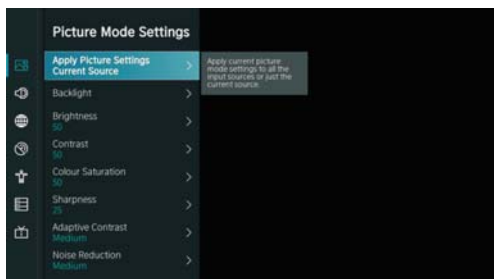 Picture Mode Settings
Apply Picture Settings
Current Source
Apply current picture
mode settings to all the
input sources or just the
current source.
Backlight
Brightness
50
Contrast
50
Colour Saturation
50
Sharpness
25
Adaptive Contrast
Medium
Noise Reduction
Medium